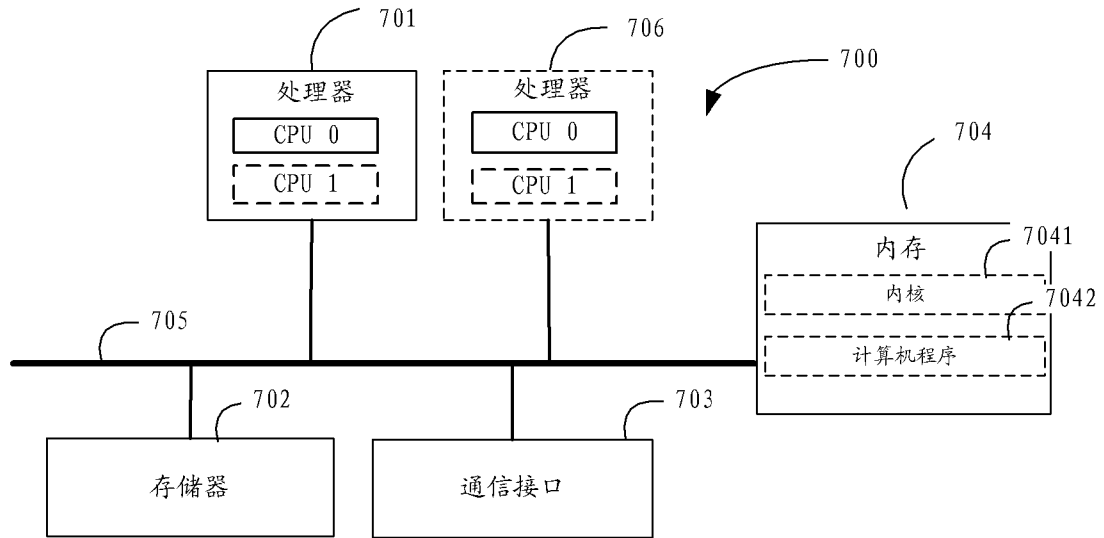 701
706
700
处理器
CPU 0
CPU 1
处理器
CPU 0
CPU 1
704
内存
7041
内核
7042
计算机程序
705
702
703
存储器
通信接口